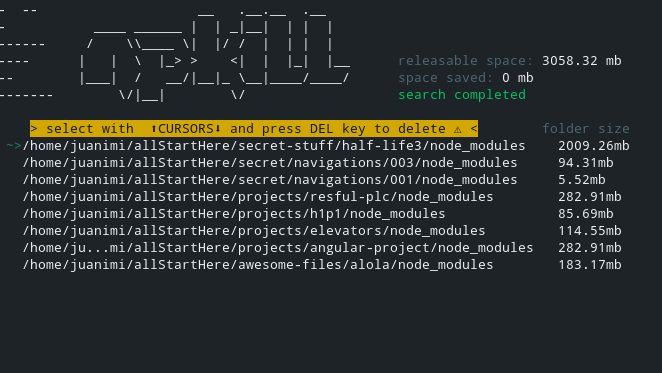 releasable space: 3058.32 mb
space saved: 0 mb
search completed
> select with ⬆CURSORS⬇ and press DEL key to delete ⚠ < folder size
~>/home/juanimi/allStartHere/secret-stuff/half-life3/node_modules 2009.26mb
/home/juanimi/allStartHere/secret/navigations/003/node_modules 94.31mb
/home/juanimi/allStartHere/secret/navigations/001/node_modules 5.52mb
/home/juanimi/allStartHere/projects/resful-plc/node_modules 282.91mb
/home/juanimi/allStartHere/projects/h1p1/node_modules 85.69mb
/home/juanimi/allStartHere/projects/elevators/node_modules 114.55mb
/home/ju...mi/allStartHere/projects/angular-project/node_modules 282.91mb
/home/juanimi/allStartHere/awesome-files/alola/node_modules 183.17mb